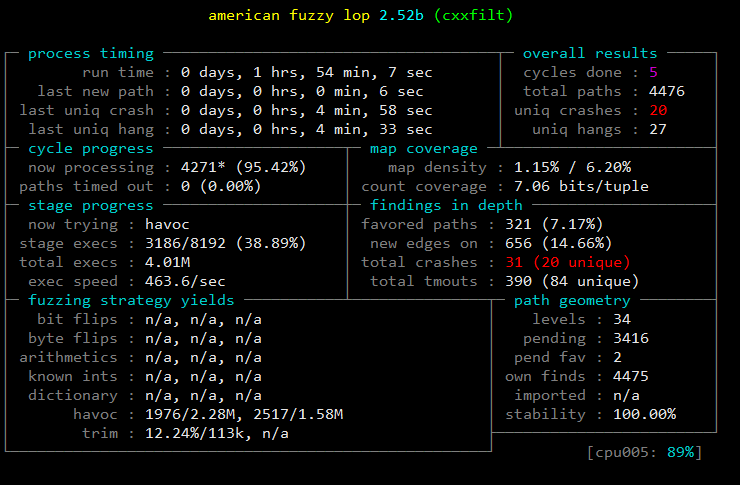 american fuzzy lop 2.52b (cxxfilt)
process timing overall results
run time : 0 days, 1 hrs, 54 min, 7 sec cycles done : 5
last new path : 0 days, 0 hrs, 0 min, 6 sec total paths : 4476
last uniq crash : 0 days, 0 hrs, 4 min, 58 sec uniq crashes : 20
last uniq hang : 0 days, 0 hrs, 4 min, 33 sec uniq hangs : 27
cycle progress map coverage
now processing : 4271* (95.42%) map density : 1.15% / 6.20%
paths timed out : 0 (0.00%) count coverage : 7.06 bits/tuple
stage progress findings in depth
now trying : havoc favored paths : 321 (7.17%)
stage execs : 3186/8192 (38.89%) new edges on : 656 (14.66%)
total execs : 4.01M total crashes : 31 (20 unique)
exec speed : 463.6/sec total tmouts : 390 (84 unique)
fuzzing strategy yields path geometry
bit flips : n/a, n/a, n/a levels : 34
byte flips : n/a, n/a, n/a pending : 3416
arithmetics : n/a, n/a, n/a pend fav : 2
known ints : n/a, n/a, n/a own finds : 4475
dictionary : n/a, n/a, n/a imported : n/a
havoc : 1976/2.28M, 2517/1.58M stability : 100.00%
trim : 12.24%/113k, n/a
[cpu005: 89%]